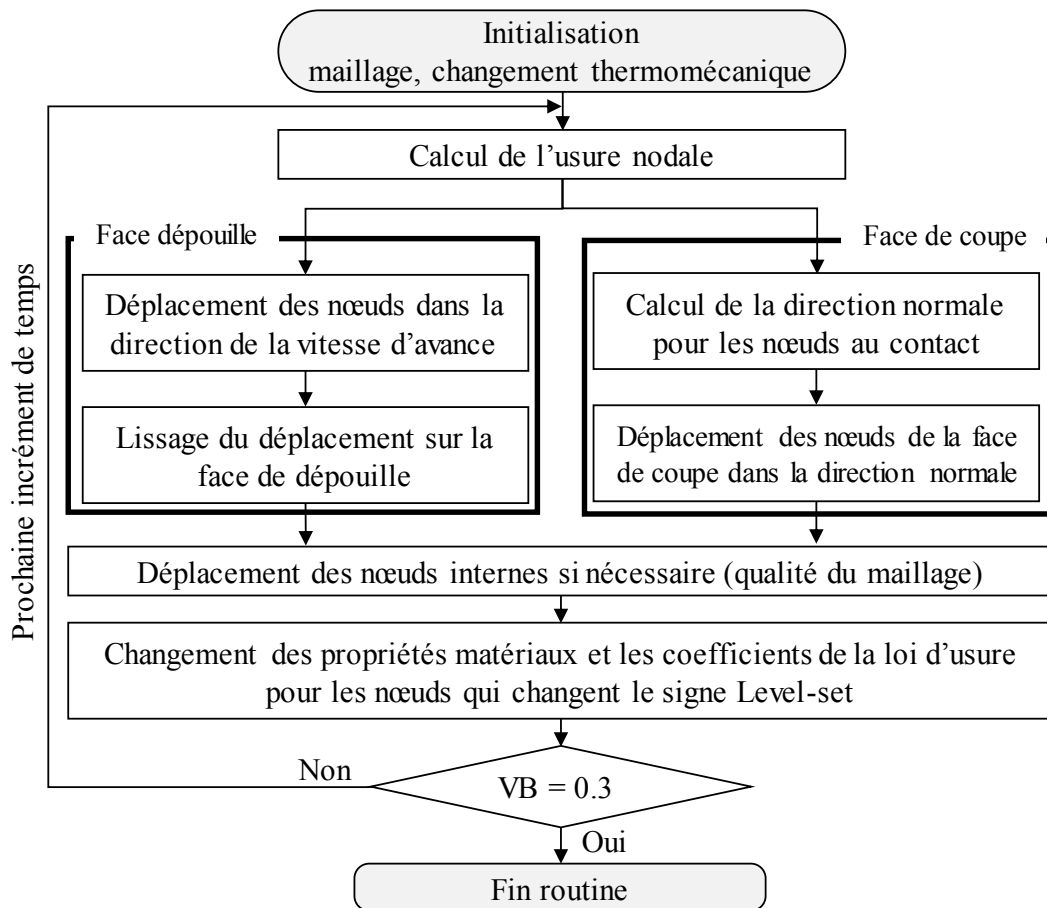 Initialisation
maillage, changement thermomécanique
Calcul de l'usure nodale
Face dépouille
Déplacement des nœuds dans la
direction de la vitesse d'avance
Lissage du déplacement sur la
face de dépouille
Face de coupe
Calcul de la direction normale
pour les nœuds au contact
Déplacement des nœuds de la face
de coupe dans la direction normale
Déplacement des nœuds internes si nécessaire (qualité du maillage)
Changement des propriétés matériaux et les coefficients de la loi d'usure
pour les nœuds qui changent le signe Level-set
VB = 0.3
Non
Prochaine incrément de temps
Oui
Fin routine